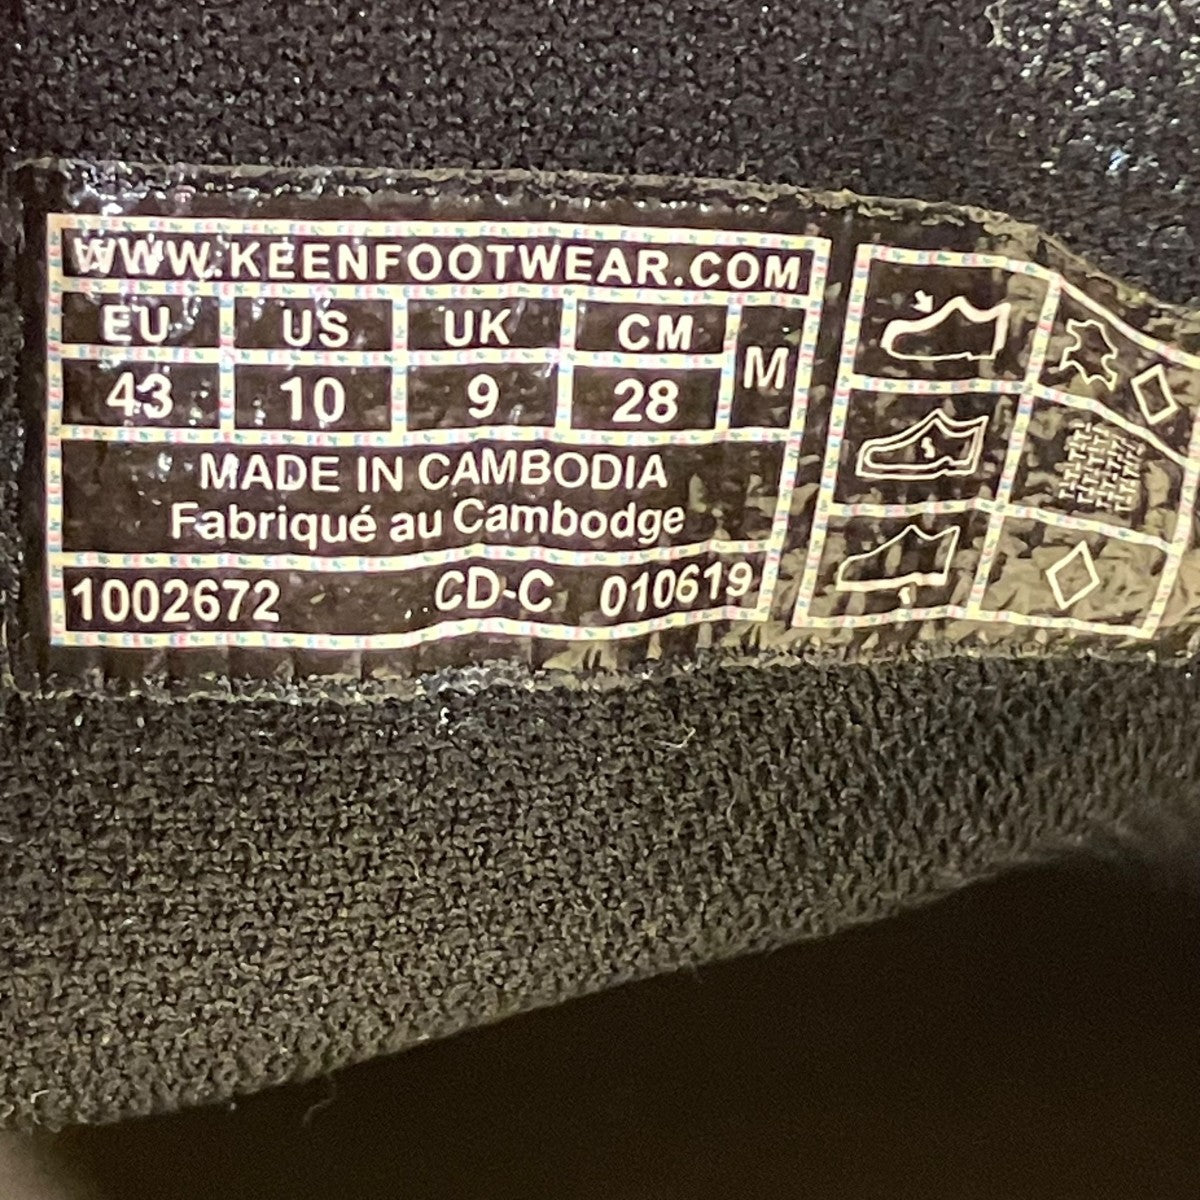 WWW.KEENFOOTWEAR.COM
EU US UK CM M
43 10 9 28
MADE IN CAMBODIA
Fabriqué au Cambodge
1002672 CD-C 010619